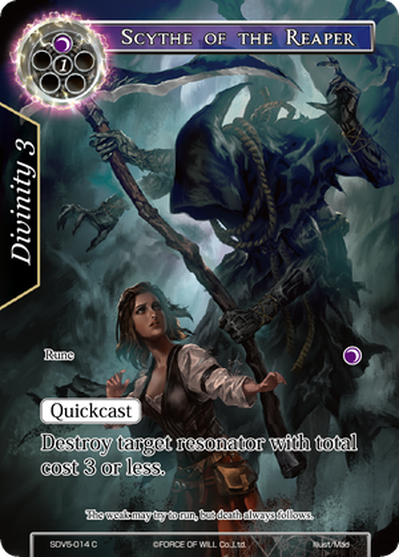 Scythe of the Reaper
1
Divinity 3
Rune
Quickcast
Destroy target resonator with total
cost 3 or less.
The weak may try to run, but death always follows.
SDV5-014 C
©FORCE OF WILL Co.,Ltd.
Illust/Mad